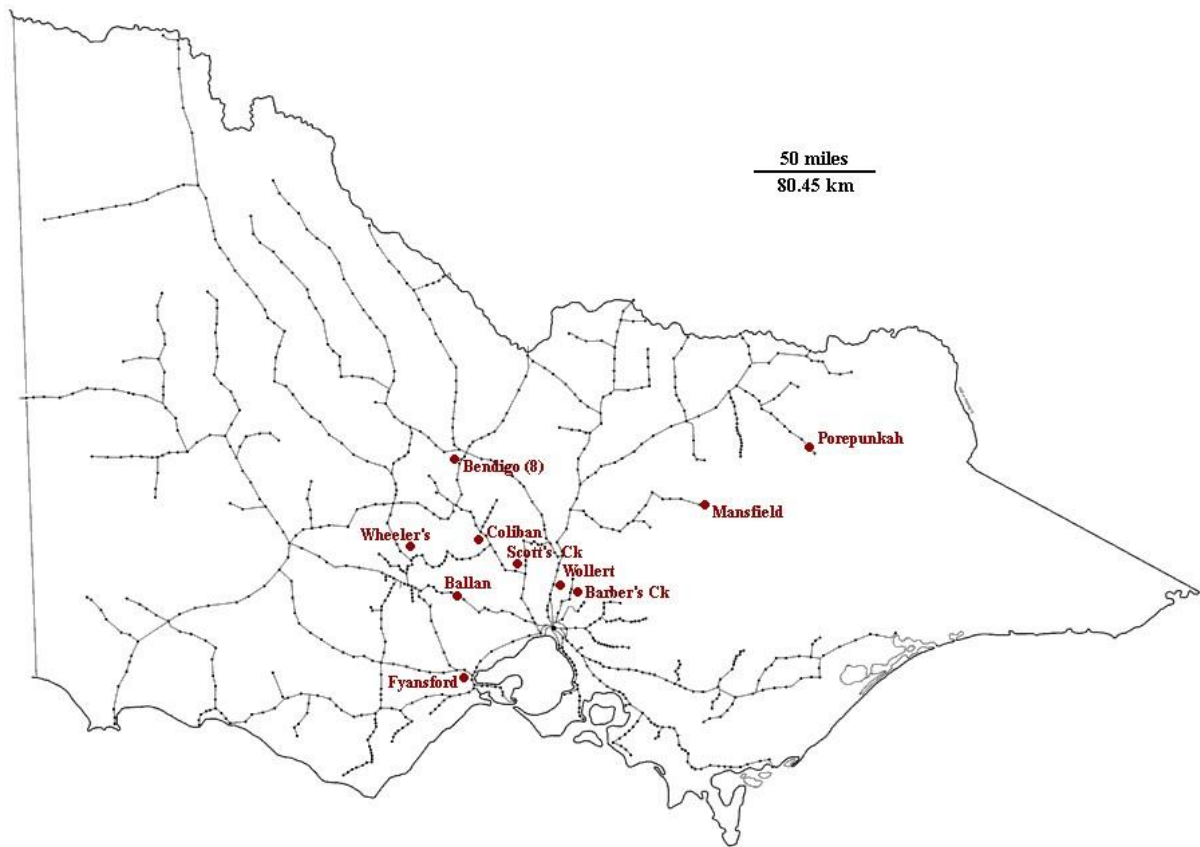 50 miles
80.45 km
Porepunkah
Bendigo (8)
Mansfield
Wheeler's
Coliban
Scott's Ck
Wollert
Ballan
Barber's Ck
Fyansford